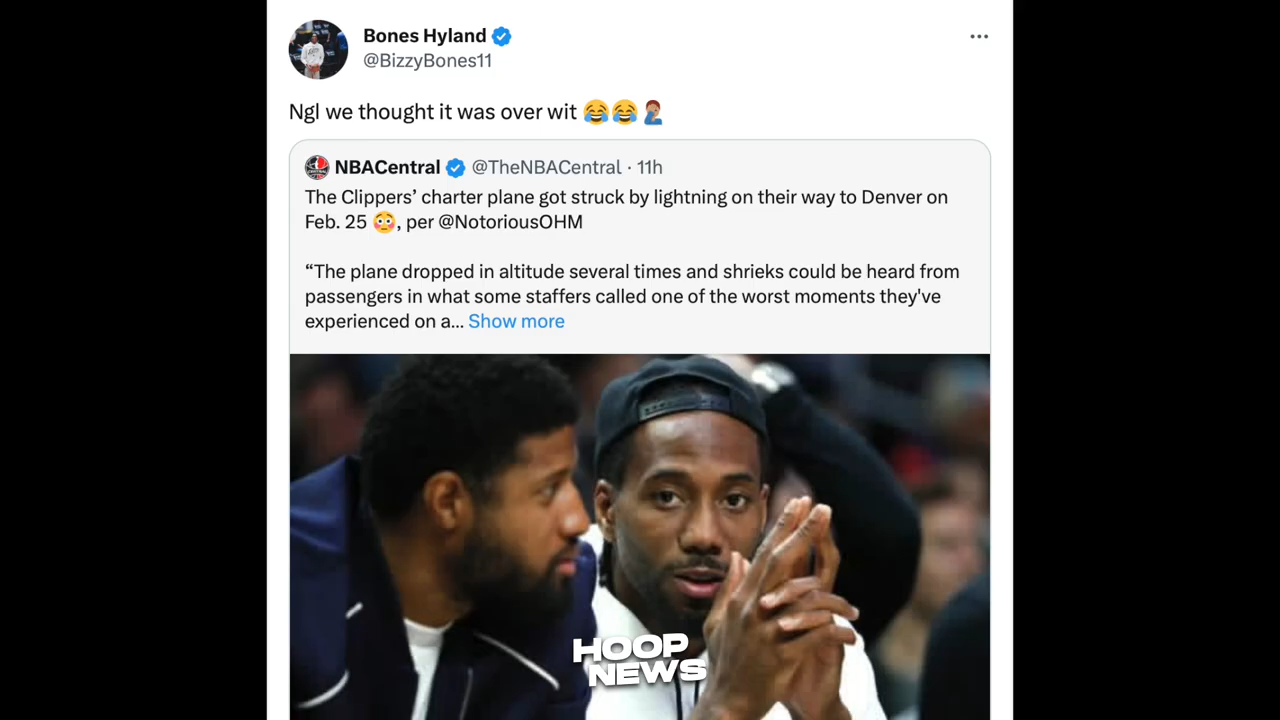 Bones Hyland
@BizzyBones11
Ngl we thought it was over wit 😂😂🤦🏽‍♂️
NBACentral @TheNBACentral · 11h
The Clippers’ charter plane got struck by lightning on their way to Denver on
Feb. 25 😳, per @NotoriousOHM
“The plane dropped in altitude several times and shrieks could be heard from
passengers in what some staffers called one of the worst moments they've
experienced on a... Show more
HOOP
NEWS